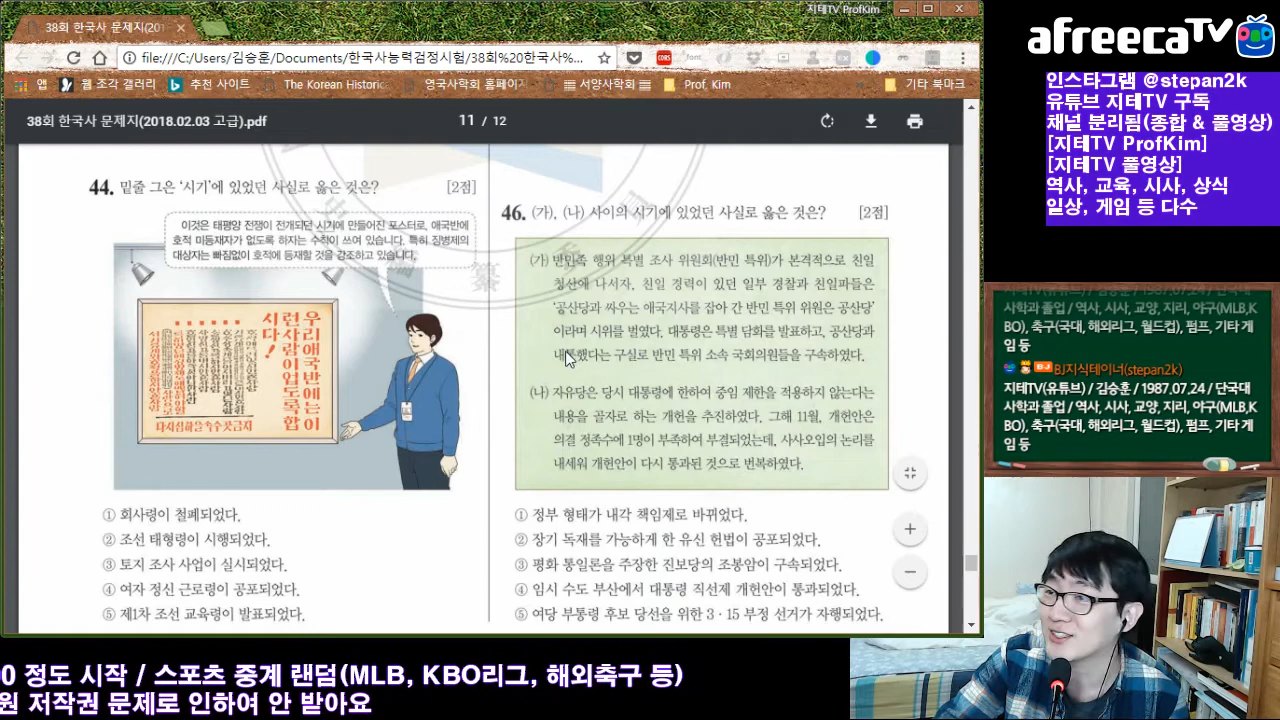 지테TV ProfKim
38회 한국사 문제지(201
file:///C:/Users/김승훈/Documents/한국사능력검정시험/38회%20한국사%...
앱 웹 조각 갤러리 추천 사이트 The Korean Historic 영국사학회 홈페이지 서양사학회 Prof. Kim 기타 북마크
38회 한국사 문제지(2018.02.03 고급).pdf
11 / 12
44. 밑줄 그은 '시기'에 있었던 사실로 옳은 것은? [2점]
이것은 태평양 전쟁이 전개되던 시기에 만들어진 포스터로, 애국반에
호적 미등재자가 없도록 하자는 수칙이 쓰여 있습니다. 특히 징병제의
대상자는 빠짐없이 호적에 등재할 것을 강조하고 있습니다.
우리애국반에는이
런사람이업도록합
시다!
① 회사령이 철폐되었다.
② 조선 태형령이 시행되었다.
③ 토지 조사 사업이 실시되었다.
④ 여자 정신 근로령이 공포되었다.
⑤ 제1차 조선 교육령이 발표되었다.
46. (가), (나) 사이의 시기에 있었던 사실로 옳은 것은? [2점]
(가) 반민족 행위 특별 조사 위원회(반민 특위)가 본격적으로 친일
청산에 나서자, 친일 경력이 있던 일부 경찰과 친일파들은
'공산당과 싸우는 애국지사를 잡아 간 반민 특위 위원은 공산당'
이라며 시위를 벌였다. 대통령은 특별 담화를 발표하고, 공산당과
내통했다는 구실로 반민 특위 소속 국회의원들을 구속하였다.
(나) 자유당은 당시 대통령에 한하여 중임 제한을 적용하지 않는다는
내용을 골자로 하는 개헌을 추진하였다. 그해 11월, 개헌안은
의결 정족수에 1명이 부족하여 부결되었는데, 사사오입의 논리를
내세워 개헌안이 다시 통과된 것으로 번복하였다.
① 정부 형태가 내각 책임제로 바뀌었다.
② 장기 독재를 가능하게 한 유신 헌법이 공포되었다.
③ 평화 통일론을 주장한 진보당의 조봉암이 구속되었다.
④ 임시 수도 부산에서 대통령 직선제 개헌안이 통과되었다.
⑤ 여당 부통령 후보 당선을 위한 3·15 부정 선거가 자행되었다.
afreecaTV
인스타그램 @stepan2k
유튜브 지테TV 구독
채널 분리됨(종합 & 풀영상)
[지테TV ProfKim]
[지테TV 풀영상]
역사, 교육, 시사, 상식
일상, 게임 등 다수
사학과 졸업 / 역사, 시사, 교양, 지리, 야구(MLB,K
BO), 축구(국대, 해외리그, 월드컵), 펌프, 기타 게
임 등
BJ BJ지식테이너(stepan2k)
지테TV(유튜브) / 김승훈 / 1987.07.24 / 단국대
사학과 졸업 / 역사, 시사, 교양, 지리, 야구(MLB,K
BO), 축구(국대, 해외리그, 월드컵), 펌프, 기타 게
임 등
00 정도 시작 / 스포츠 중계 랜덤(MLB, KBO리그, 해외축구 등)
원 저작권 문제로 인하여 안 받아요